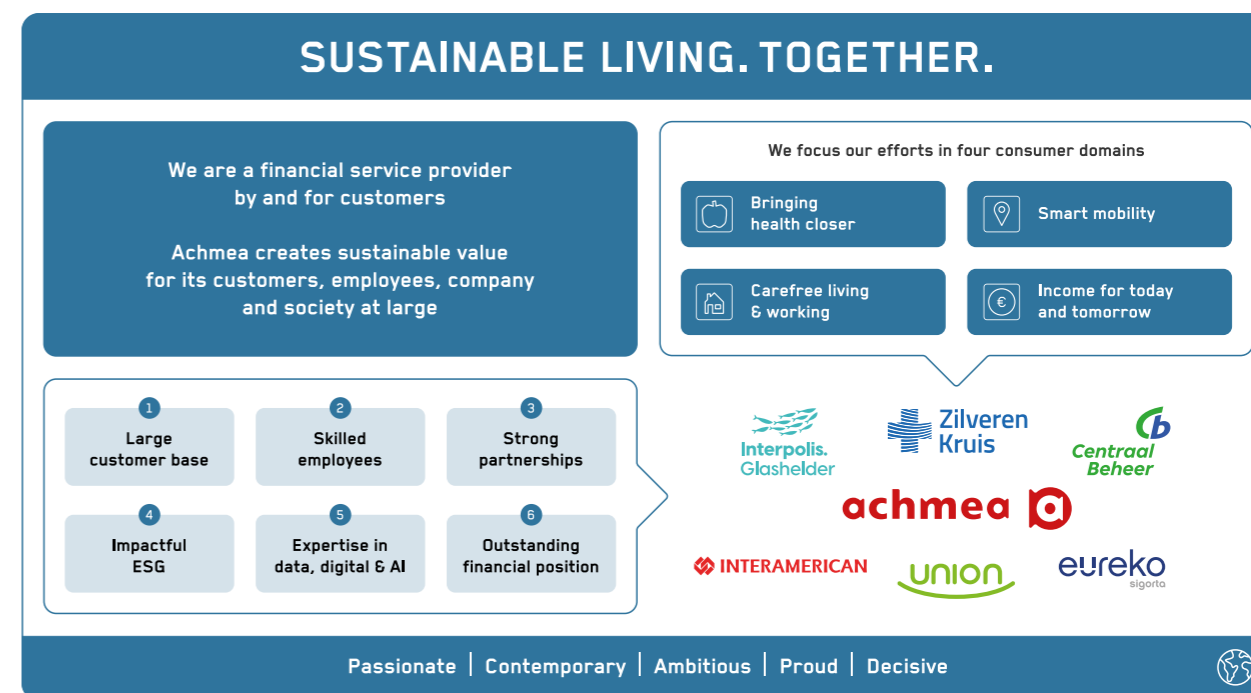 SUSTAINABLE LIVING. TOGETHER.
We are a financial service provider
by and for customers
Achmea creates sustainable value
for its customers, employees, company
and society at large
We focus our efforts in four consumer domains
Bringing
health closer
Smart mobility
Carefree living
& working
€
Income for today
and tomorrow
1
Large
customer base
2
Skilled
employees
3
Strong
partnerships
4
Impactful
ESG
5
Expertise in
data, digital & AI
6
Outstanding
financial position
Interpolis.
Glashelder
Zilveren
Kruis
cb
Centraal
Beheer
achmea a
INTERAMERICAN
union
eureko
sigorta
Passionate | Contemporary | Ambitious | Proud | Decisive